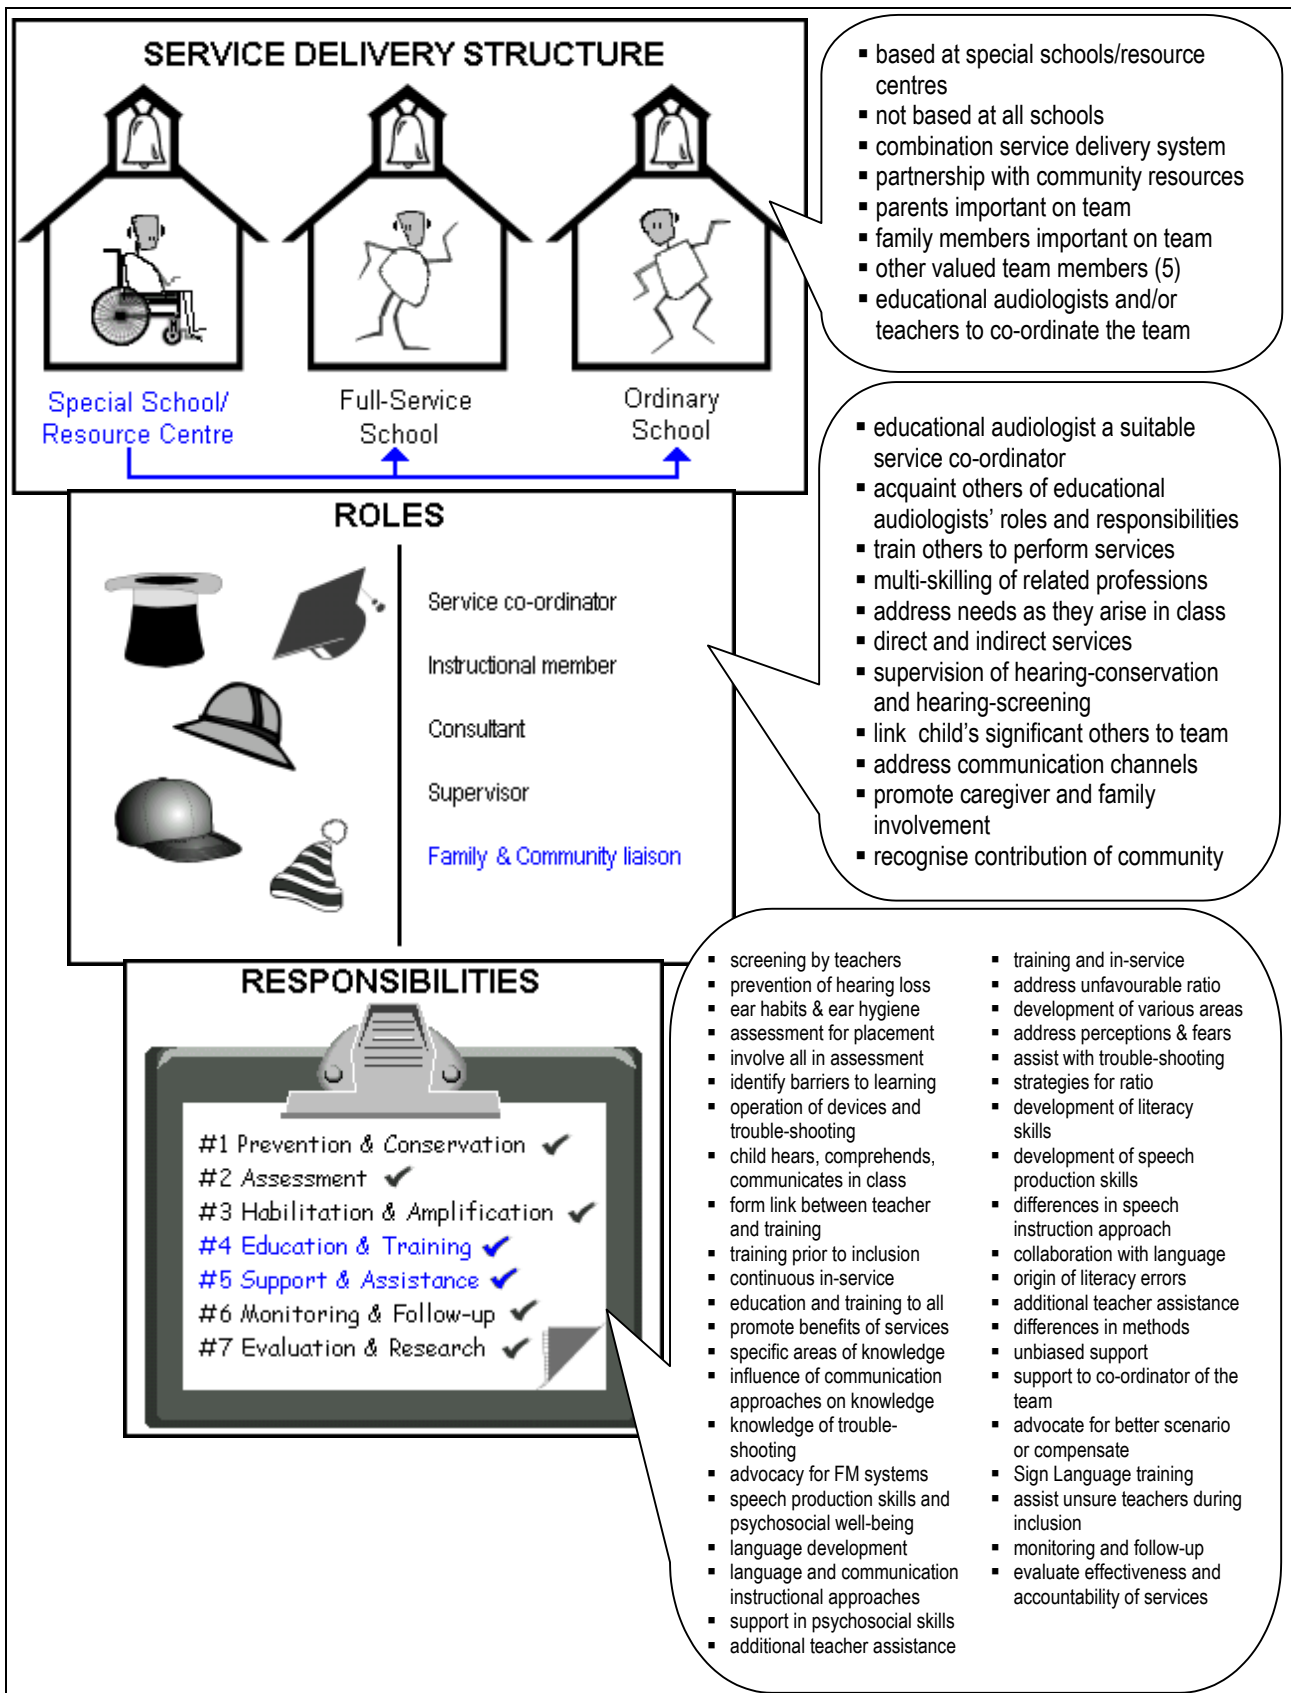 SERVICE DELIVERY STRUCTURE
Special School/
Resource Centre
Full-Service
School
Ordinary
School
▪ based at special schools/resource
centres
▪ not based at all schools
▪ combination service delivery system
▪ partnership with community resources
▪ parents important on team
▪ family members important on team
▪ other valued team members (5)
▪ educational audiologists and/or
teachers to co-ordinate the team
ROLES
Service co-ordinator
Instructional member
Consultant
Supervisor
Family & Community liaison
▪ educational audiologist a suitable
service co-ordinator
▪ acquaint others of educational
audiologists’ roles and responsibilities
▪ train others to perform services
▪ multi-skilling of related professions
▪ address needs as they arise in class
▪ direct and indirect services
▪ supervision of hearing-conservation
and hearing-screening
▪ link child’s significant others to team
▪ address communication channels
▪ promote caregiver and family
involvement
▪ recognise contribution of community
RESPONSIBILITIES
#1 Prevention & Conservation ✔
#2 Assessment ✔
#3 Habilitation & Amplification ✔
#4 Education & Training ✔
#5 Support & Assistance ✔
#6 Monitoring & Follow-up ✔
#7 Evaluation & Research ✔
▪ screening by teachers
▪ prevention of hearing loss
▪ ear habits & ear hygiene
▪ assessment for placement
▪ involve all in assessment
▪ identify barriers to learning
▪ operation of devices and
trouble-shooting
▪ child hears, comprehends,
communicates in class
▪ form link between teacher
and training
▪ training prior to inclusion
▪ continuous in-service
▪ education and training to all
▪ promote benefits of services
▪ specific areas of knowledge
▪ influence of communication
approaches on knowledge
▪ knowledge of trouble-
shooting
▪ advocacy for FM systems
▪ speech production skills and
psychosocial well-being
▪ language development
▪ language and communication
instructional approaches
▪ support in psychosocial skills
▪ additional teacher assistance
▪ training and in-service
▪ address unfavourable ratio
▪ development of various areas
▪ address perceptions & fears
▪ assist with trouble-shooting
▪ strategies for ratio
▪ development of literacy
skills
▪ development of speech
production skills
▪ differences in speech
instruction approach
▪ collaboration with language
▪ origin of literacy errors
▪ additional teacher assistance
▪ differences in methods
▪ unbiased support
▪ support to co-ordinator of the
team
▪ advocate for better scenario
or compensate
▪ Sign Language training
▪ assist unsure teachers during
inclusion
▪ monitoring and follow-up
▪ evaluate effectiveness and
accountability of services